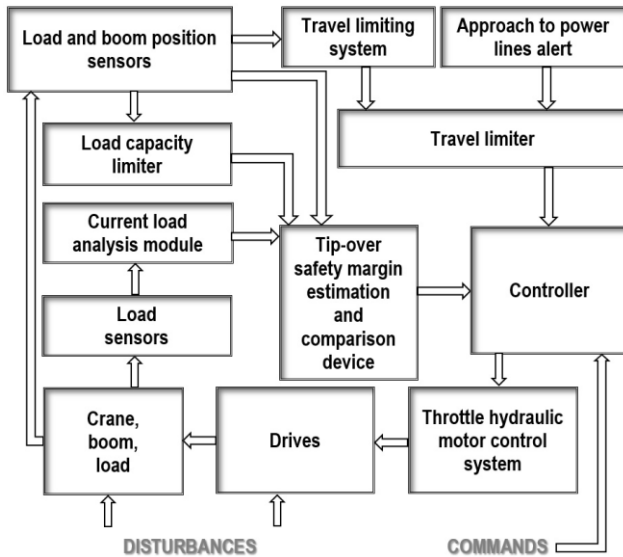 Load and boom position
sensors
Travel limiting
system
Approach to power
lines alert
Load capacity
limiter
Travel limiter
Current load
analysis module
Tip-over
safety margin
estimation
and
comparison
device
Controller
Load
sensors
Crane,
boom,
load
Drives
Throttle hydraulic
motor control
system
DISTURBANCES
COMMANDS